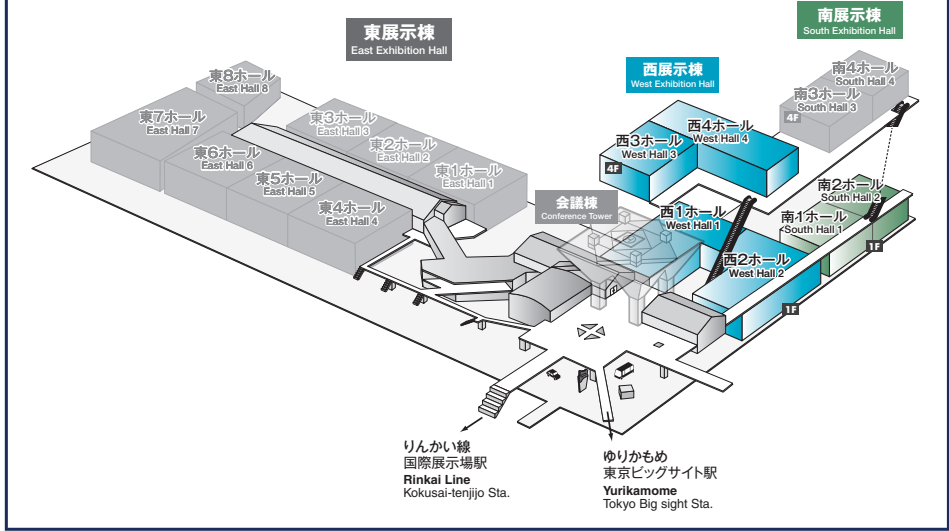 南展示棟
South Exhibition Hall
東展示棟
East Exhibition Hall
西展示棟
West Exhibition Hall
東8ホール
East Hall 8
東7ホール
East Hall 7
東6ホール
East Hall 6
東5ホール
East Hall 5
東4ホール
East Hall 4
東3ホール
East Hall 3
東2ホール
East Hall 2
東1ホール
East Hall 1
南4ホール
South Hall 4
南3ホール
South Hall 3
4F
西4ホール
West Hall 4
西3ホール
West Hall 3
4F
会議棟
Conference Tower
西1ホール
West Hall 1
西2ホール
West Hall 2
1F
南2ホール
South Hall 2
南1ホール
South Hall 1
1F
りんかい線
国際展示場駅
Rinkai Line
Kokusai-tenjijo Sta.
ゆりかもめ
東京ビッグサイト駅
Yurikamome
Tokyo Big sight Sta.